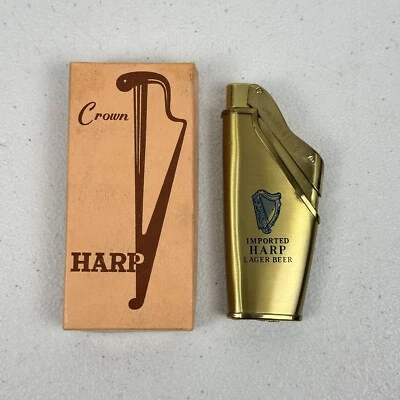 Crown
HARP
IMPORTED
HARP
LAGER BEER